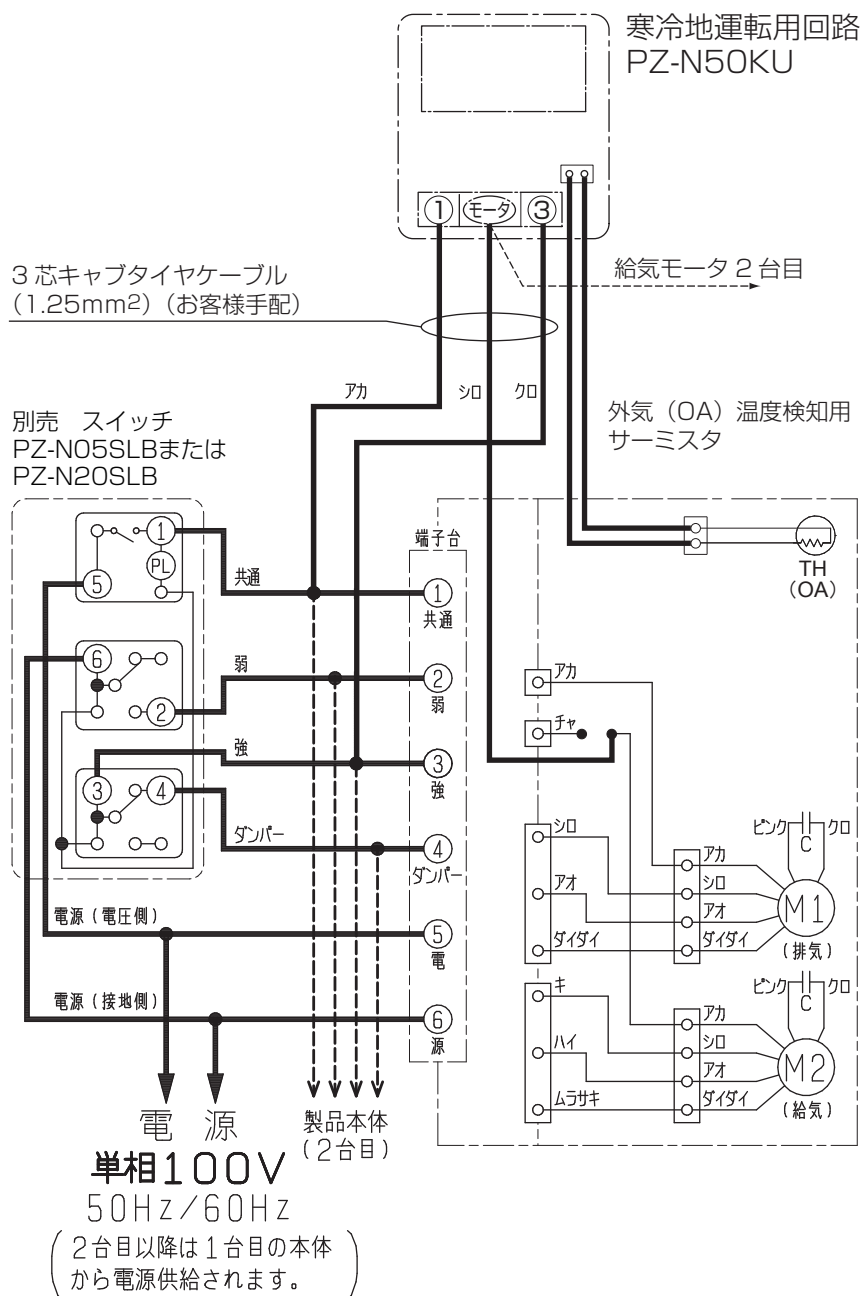 寒冷地運転用回路
PZ-N50KU
① モータ ③
3芯キャブタイヤケーブル
(1.25mm2)(お客様手配)
給気モータ2台目
アカ
シロ
クロ
別売 スイッチ
PZ-N05SLBまたは
PZ-N20SLB
外気(OA)温度検知用
サーミスタ
①
PL
⑤
共通
⑥
②
弱
③
④
強
ダンパー
電源(電圧側)
電源(接地側)
端子台
①
共通
②
弱
③
強
④
ダンパー
⑤
電
⑥
源
TH
(OA)
アカ
チャ
シロ
アオ
ダイダイ
アカ
シロ
アオ
ダイダイ
ピンク
C
クロ
M1
(排気)
キ
ハイ
ムラサキ
アカ
シロ
アオ
ダイダイ
ピンク
C
クロ
M2
(給気)
電 源
単相100V
50Hz/60Hz
(2台目以降は1台目の本体
から電源供給されます。)
製品本体
(2台目)